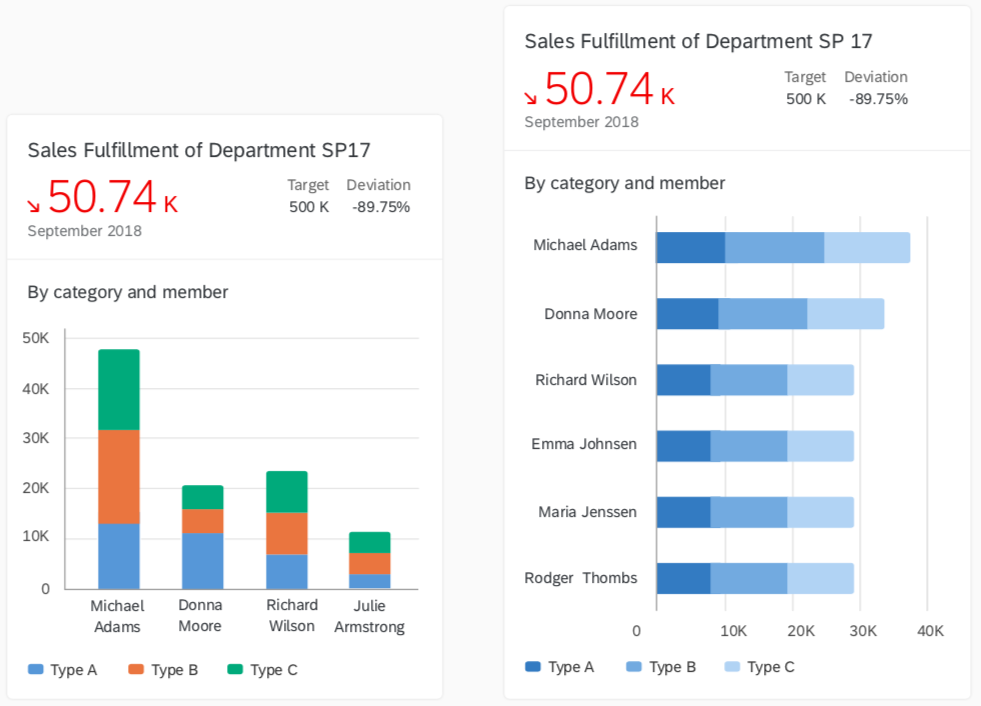 Sales Fulfillment of Department SP17
↘ 50.74 K
Target Deviation
500 K -89.75%
September 2018
By category and member
50K
40K
30K
20K
10K
0
Michael Adams
Donna Moore
Richard Wilson
Julie Armstrong
Type A Type B Type C
Sales Fulfillment of Department SP 17
↘ 50.74 K
Target Deviation
500 K -89.75%
September 2018
By category and member
Michael Adams
Donna Moore
Richard Wilson
Emma Johnsen
Maria Jenssen
Rodger Thombs
0 10K 20K 30K 40K
Type A Type B Type C